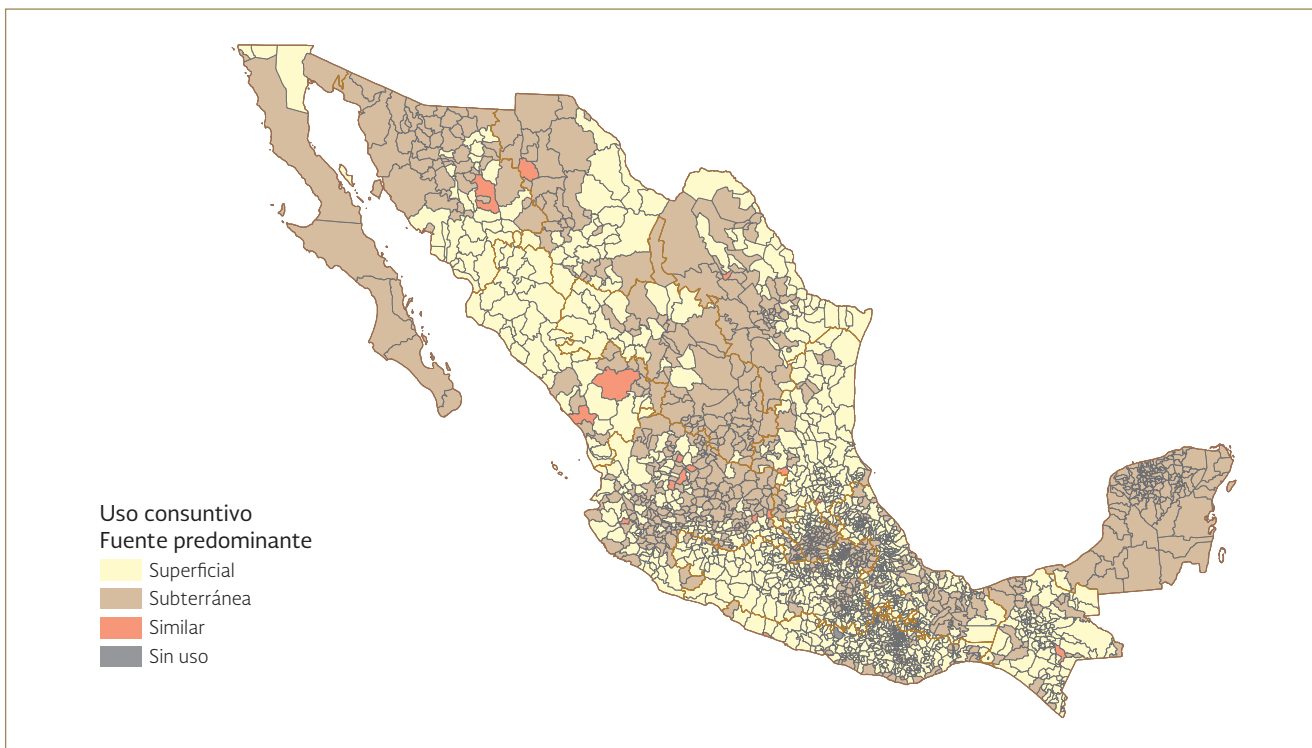 Uso consuntivo
Fuente predominante
Superficial
Subterránea
Similar
Sin uso